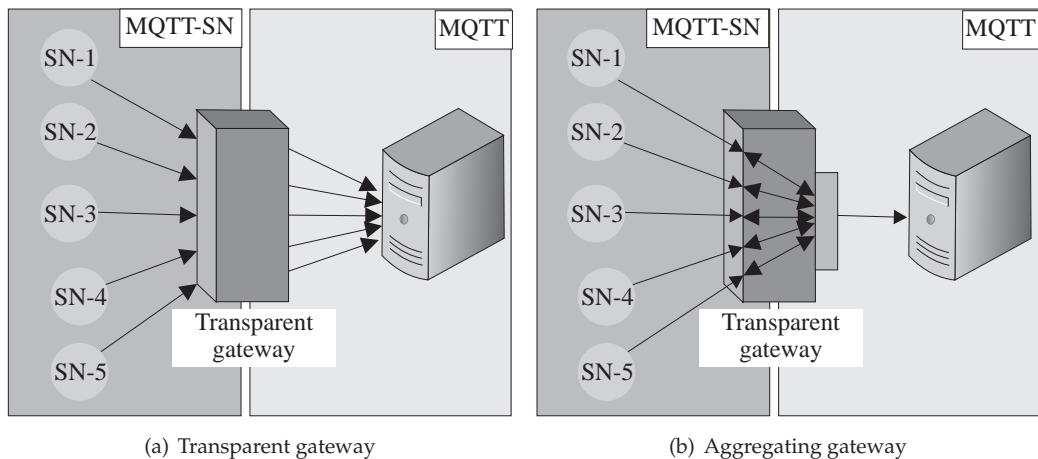 MQTT-SN
MQTT
SN-1
SN-2
SN-3
SN-4
SN-5
Transparent
gateway
(a) Transparent gateway
MQTT-SN
MQTT
SN-1
SN-2
SN-3
SN-4
SN-5
Transparent
gateway
(b) Aggregating gateway